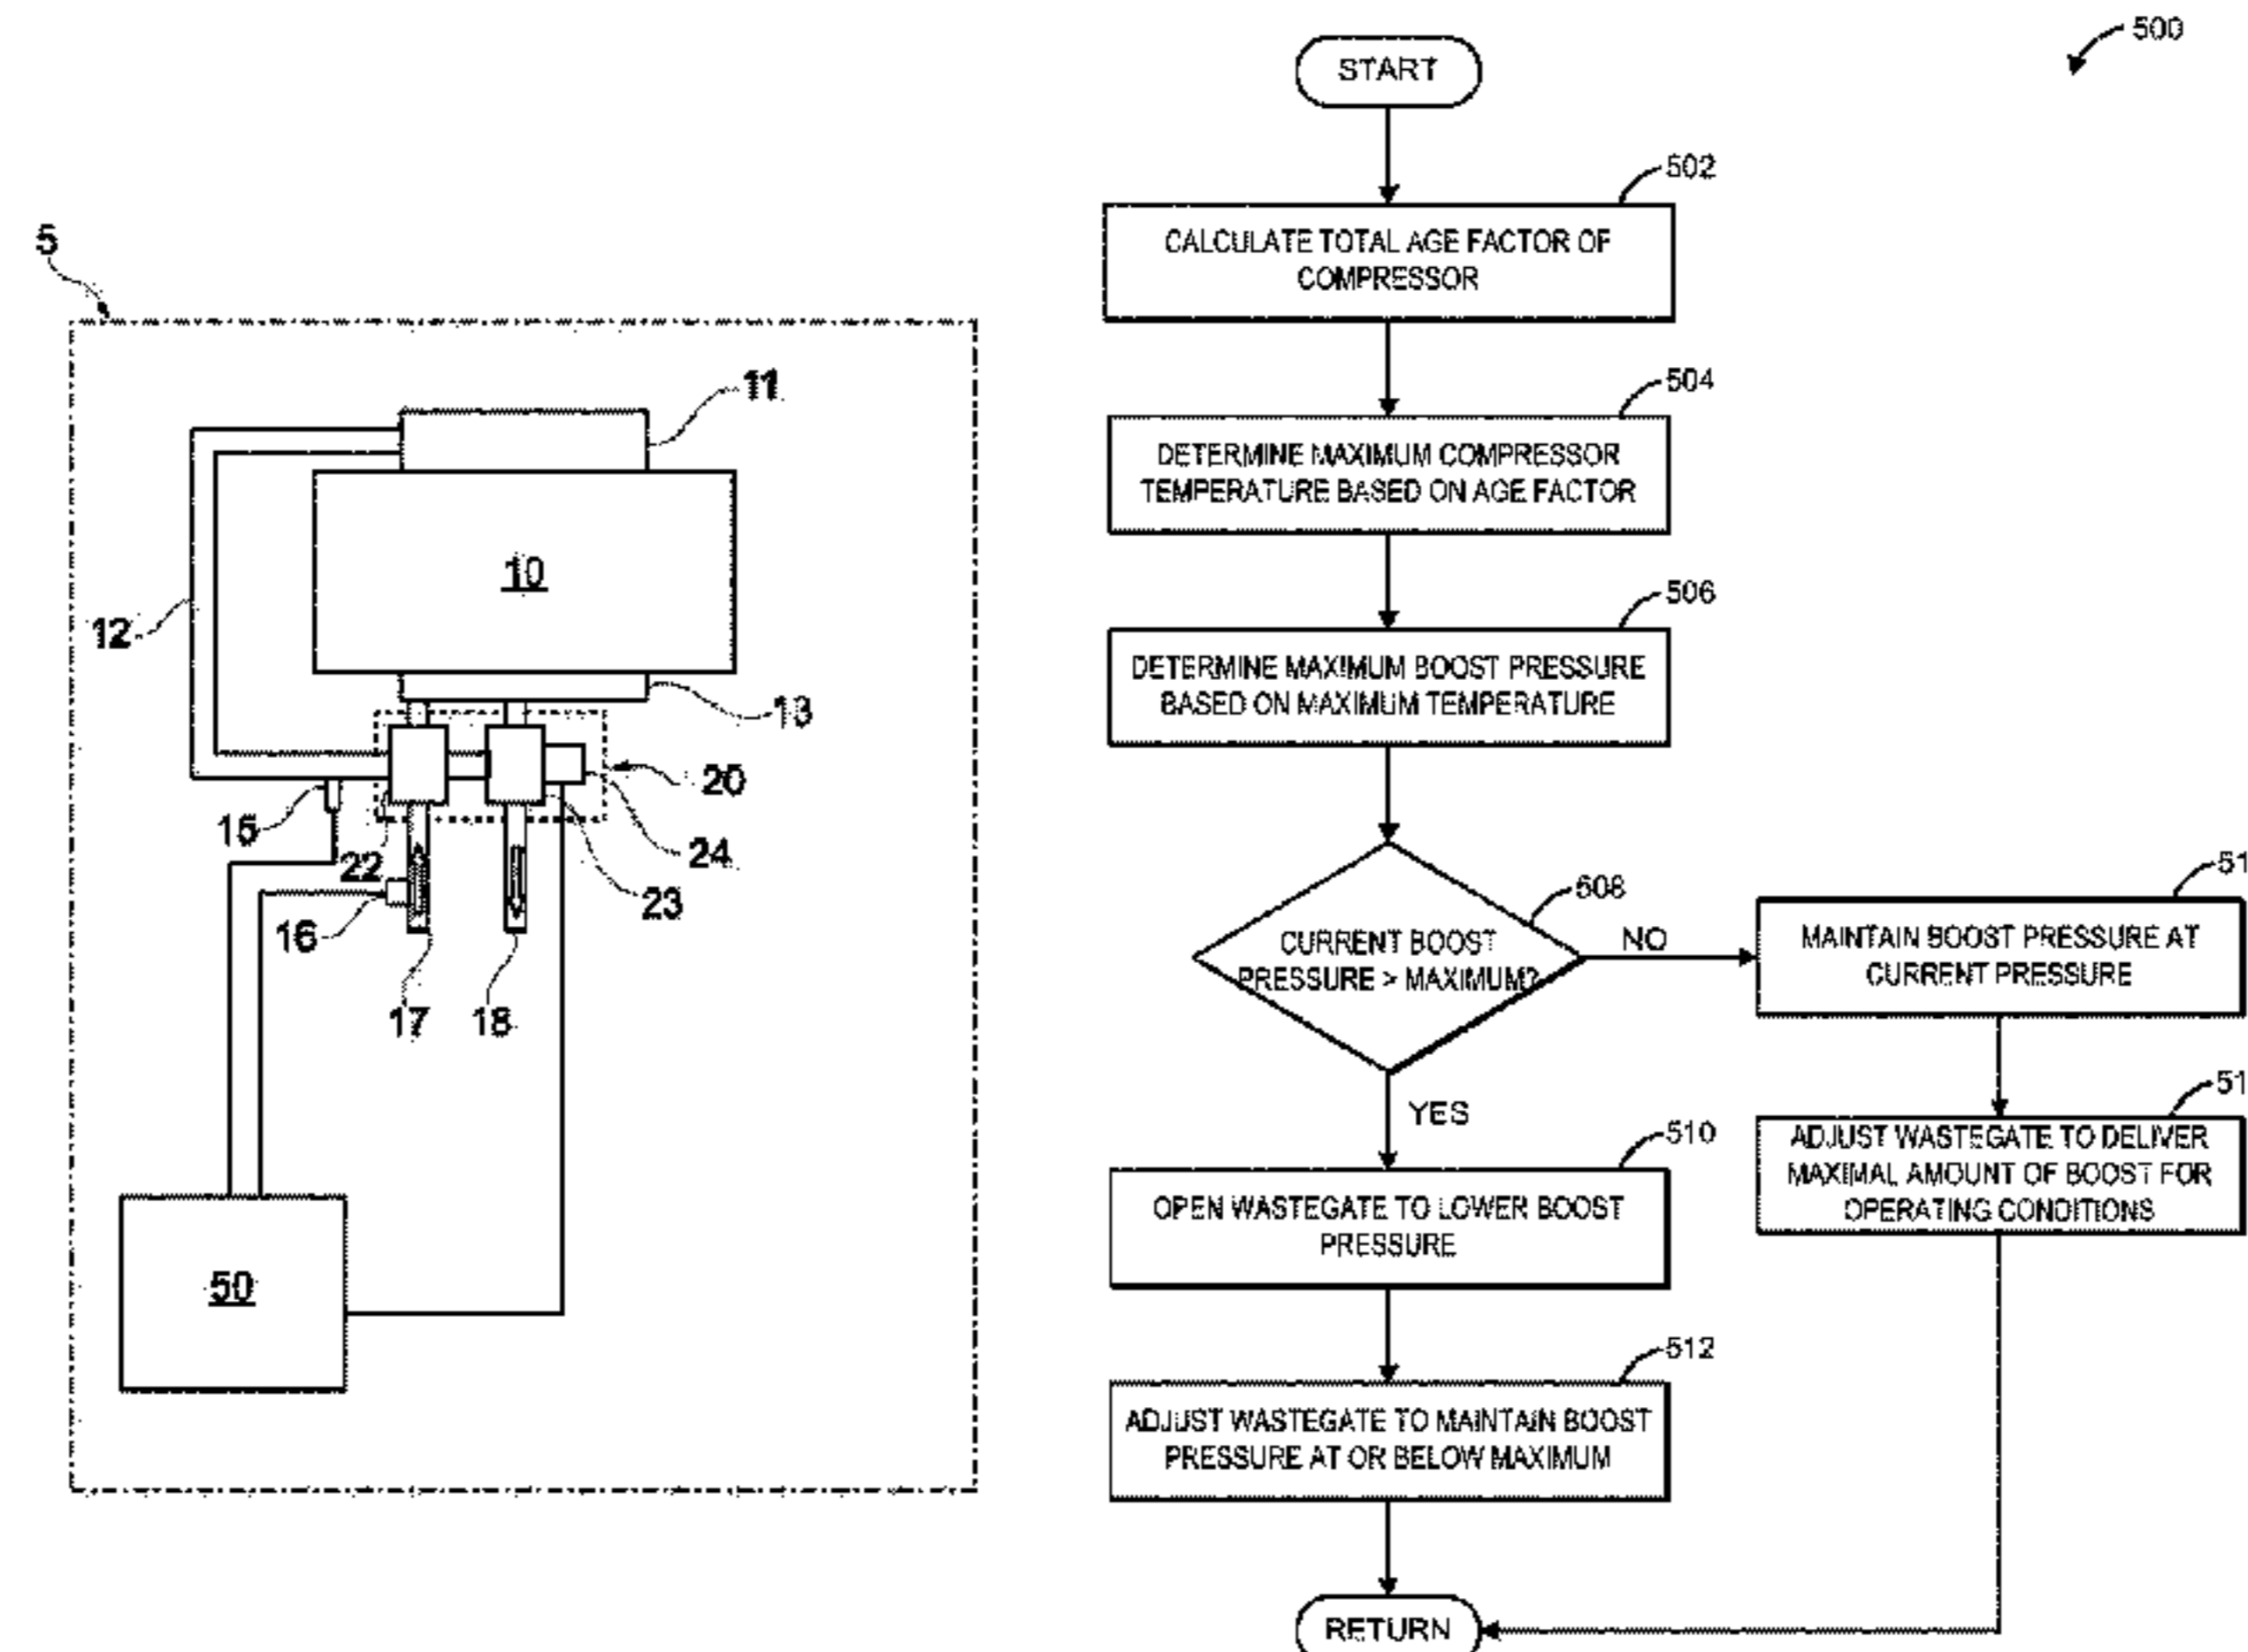 5
11
10
12
13
20
15
22
24
23
16
17
18
50
500
START
502
CALCULATE TOTAL AGE FACTOR OF
COMPRESSOR
504
DETERMINE MAXIMUM COMPRESSOR
TEMPERATURE BASED ON AGE FACTOR
506
DETERMINE MAXIMUM BOOST PRESSURE
BASED ON MAXIMUM TEMPERATURE
508
CURRENT BOOST
PRESSURE > MAXIMUM?
NO
51
MAINTAIN BOOST PRESSURE AT
CURRENT PRESSURE
51
ADJUST WASTEGATE TO DELIVER
MAXIMAL AMOUNT OF BOOST FOR
OPERATING CONDITIONS
YES
510
OPEN WASTEGATE TO LOWER BOOST
PRESSURE
512
ADJUST WASTEGATE TO MAINTAIN BOOST
PRESSURE AT OR BELOW MAXIMUM
RETURN